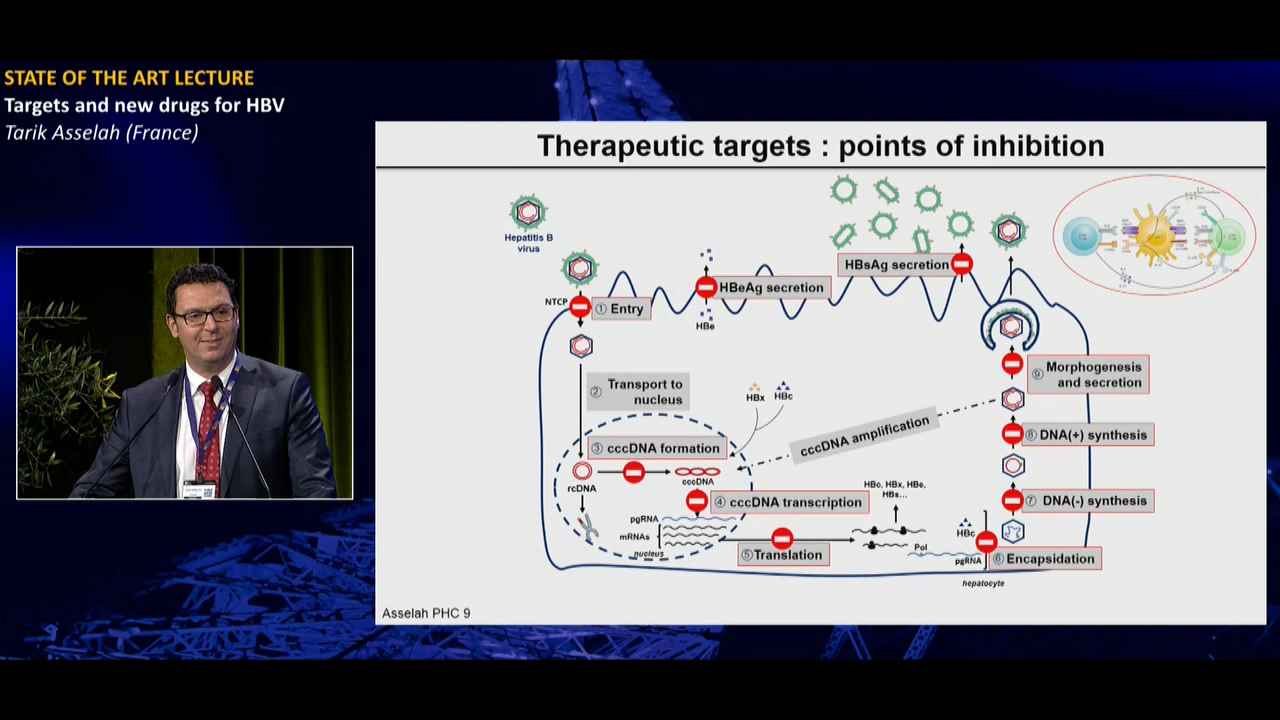 STATE OF THE ART LECTURE
Targets and new drugs for HBV
Tarik Asselah (France)
Therapeutic targets : points of inhibition
Hepatitis B
virus
NTCP
① Entry
HBeAg secretion
HBe
HBsAg secretion
② Transport to
nucleus
HBx
HBc
③ cccDNA formation
rcDNA
cccDNA
④ cccDNA transcription
pgRNA
mRNAs
nucleus
⑤ Translation
cccDNA amplification
HBc, HBx, HBe,
HBs...
Pol
pgRNA
HBc
⑥ Encapsidation
⑦ DNA(-) synthesis
⑧ DNA(+) synthesis
⑨ Morphogenesis
and secretion
hepatocyte
Asselah PHC 9